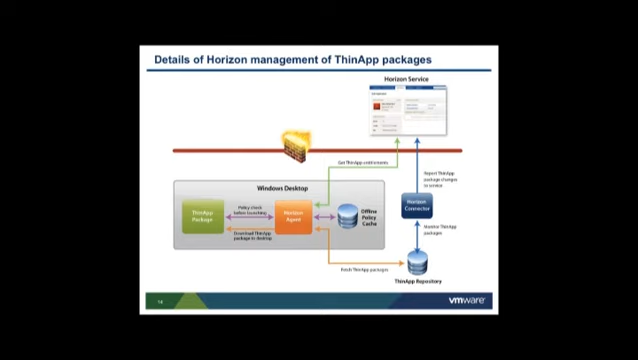 Details of Horizon management of ThinApp packages
Horizon Service
Get ThinApp entitlements
Report ThinApp
package changes
to service
Windows Desktop
ThinApp
Package
Policy check
before launching
Horizon
Agent
Offline
Policy
Cache
Horizon
Connector
Download ThinApp
package to desktop
Monitor ThinApp
packages
Fetch ThinApp packages
ThinApp Repository
14
vmware